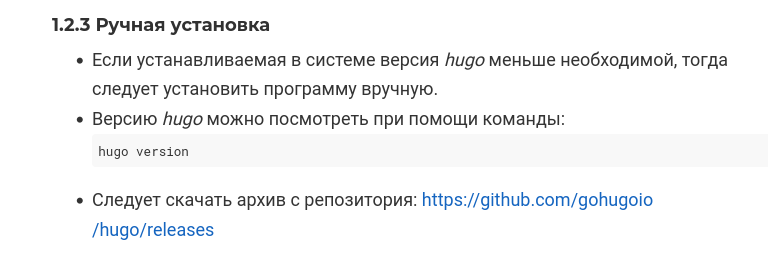 1.2.3 Ручная установка
• Если устанавливаемая в системе версия hugo меньше необходимой, тогда
следует установить программу вручную.
• Версию hugo можно посмотреть при помощи команды:
hugo version
• Следует скачать архив с репозитория: https://github.com/gohugoio
/hugo/releases